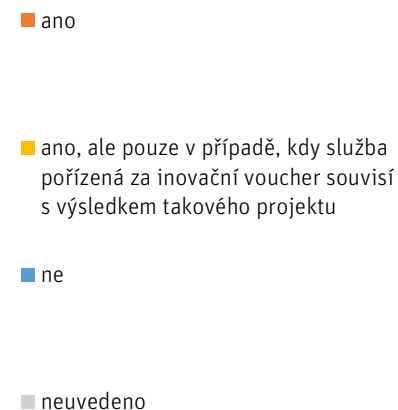 ano
ano, ale pouze v případě, kdy služba
pořízená za inovační voucher souvisí
s výsledkem takového projektu
ne
neuvedeno